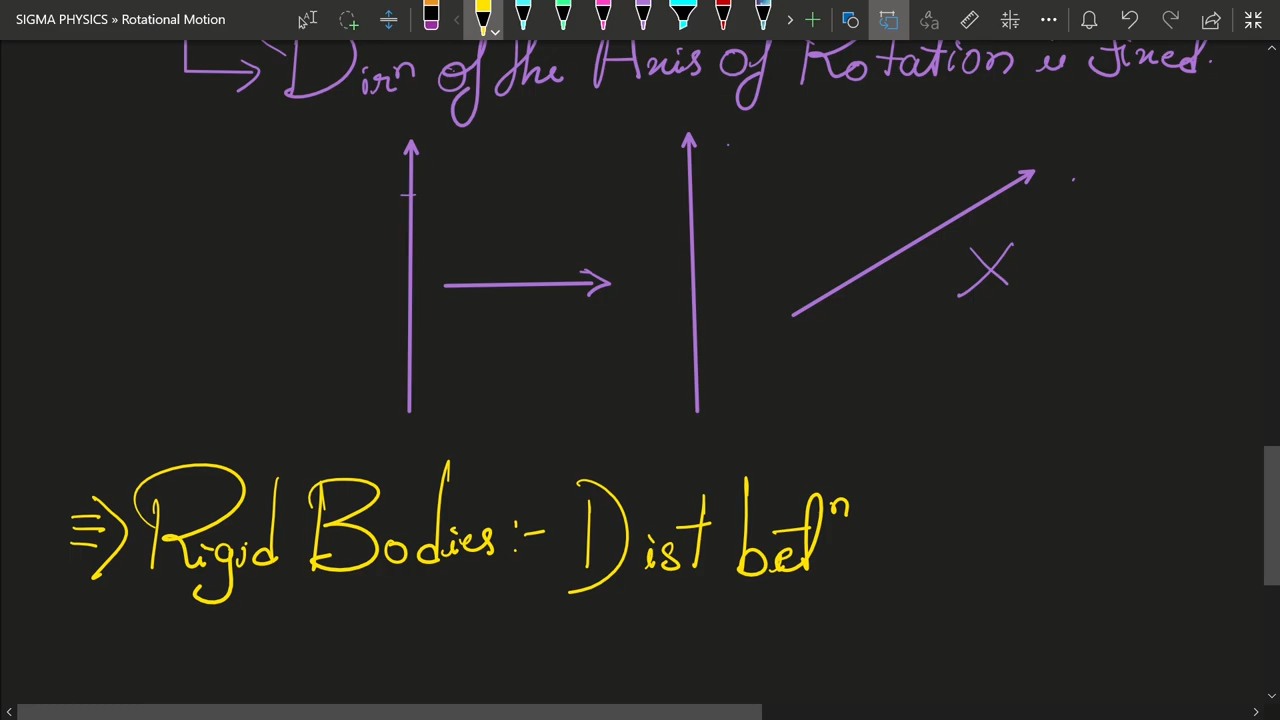 SIGMA PHYSICS » Rotational Motion
Dirⁿ of the Axis of Rotation is fixed.
X
⇒ Rigid Bodies :- Dist betⁿ